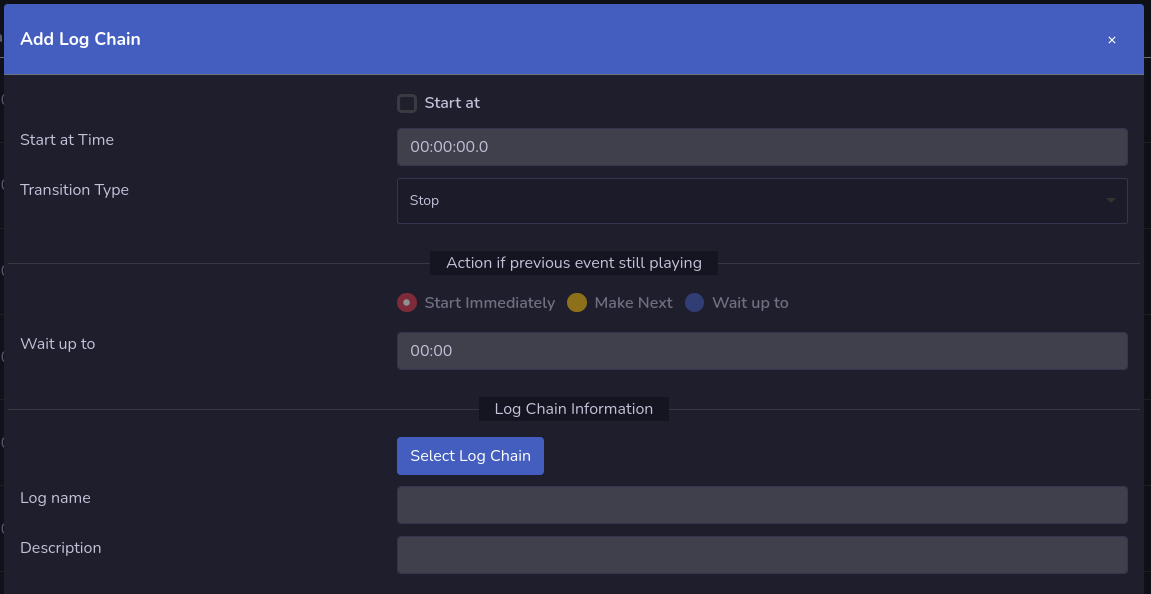 Add Log Chain
×
Start at
Start at Time
00:00:00.0
Transition Type
Stop
Action if previous event still playing
Start Immediately Make Next Wait up to
Wait up to
00:00
Log Chain Information
Select Log Chain
Log name
Description